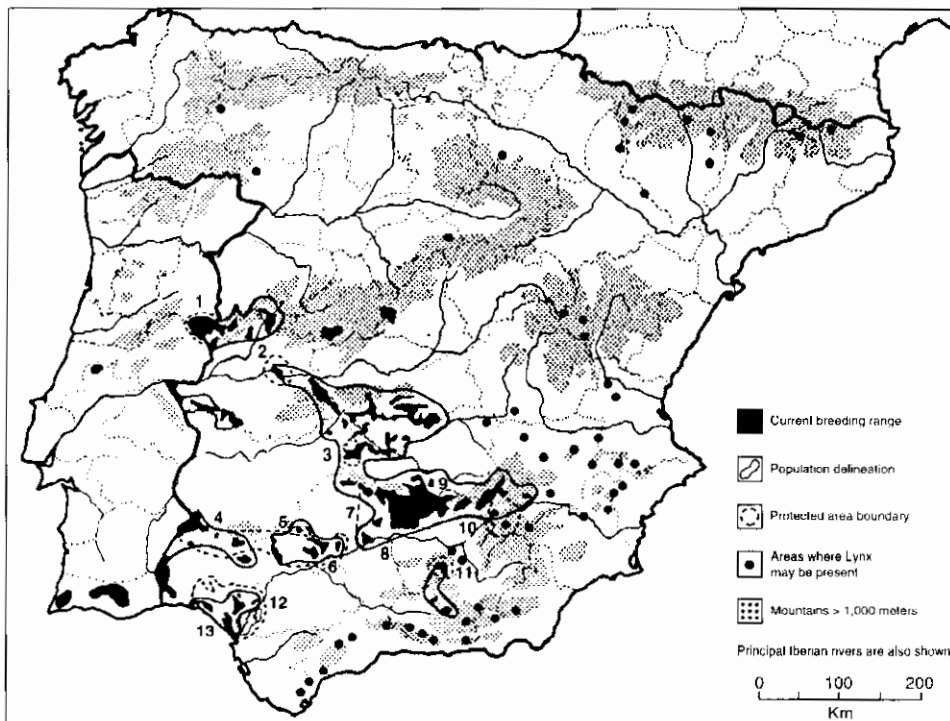 1
2
3
9
7
10
4
5
6
8
11
12
13
Current breeding range
Population delineation
Protected area boundary
Areas where Lynx
may be present
Mountains > 1,000 meters
Principal Iberian rivers are also shown
0 100 200
Km